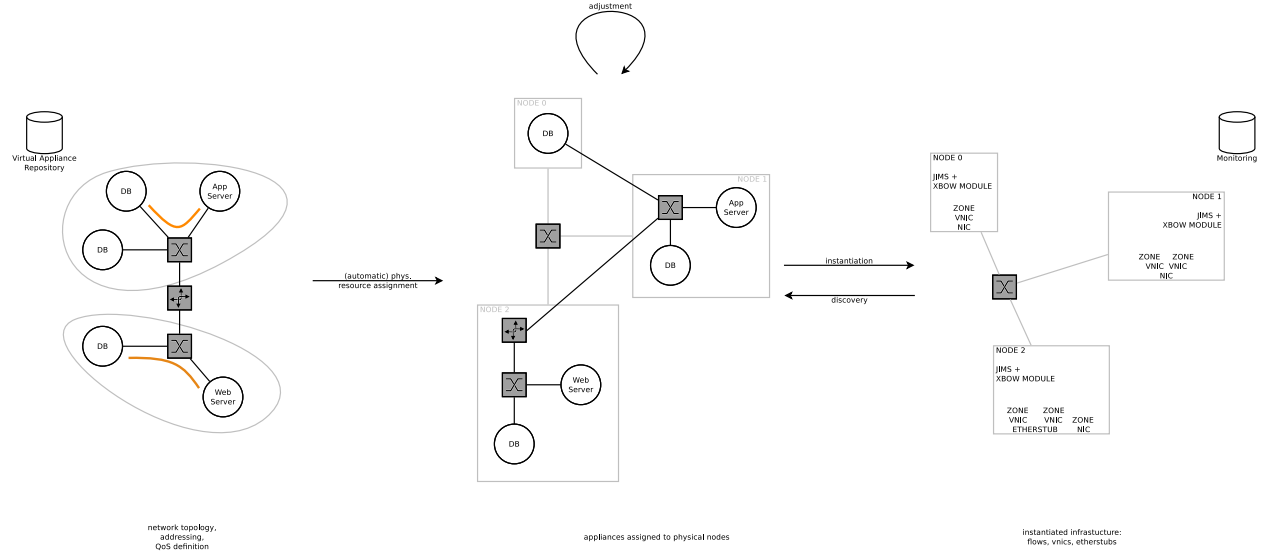 adjustment
Virtual Appliance
Repository
DB
App
Server
DB
DB
Web
Server
network topology,
addressing,
QoS definition
(automatic) phys.
resource assignment
NODE 0
DB
NODE 1
App
Server
DB
NODE 2
Web
Server
DB
appliances assigned to physical nodes
instantiation
discovery
Monitoring
NODE 0
JIMS +
XBOW MODULE
ZONE
VNIC
NIC
NODE 1
JIMS +
XBOW MODULE
ZONE ZONE
VNIC VNIC
NIC
NODE 2
JIMS +
XBOW MODULE
ZONE ZONE
VNIC VNIC ZONE
ETHERSTUB NIC
instantiated infrastucture:
flows, vnics, etherstubs